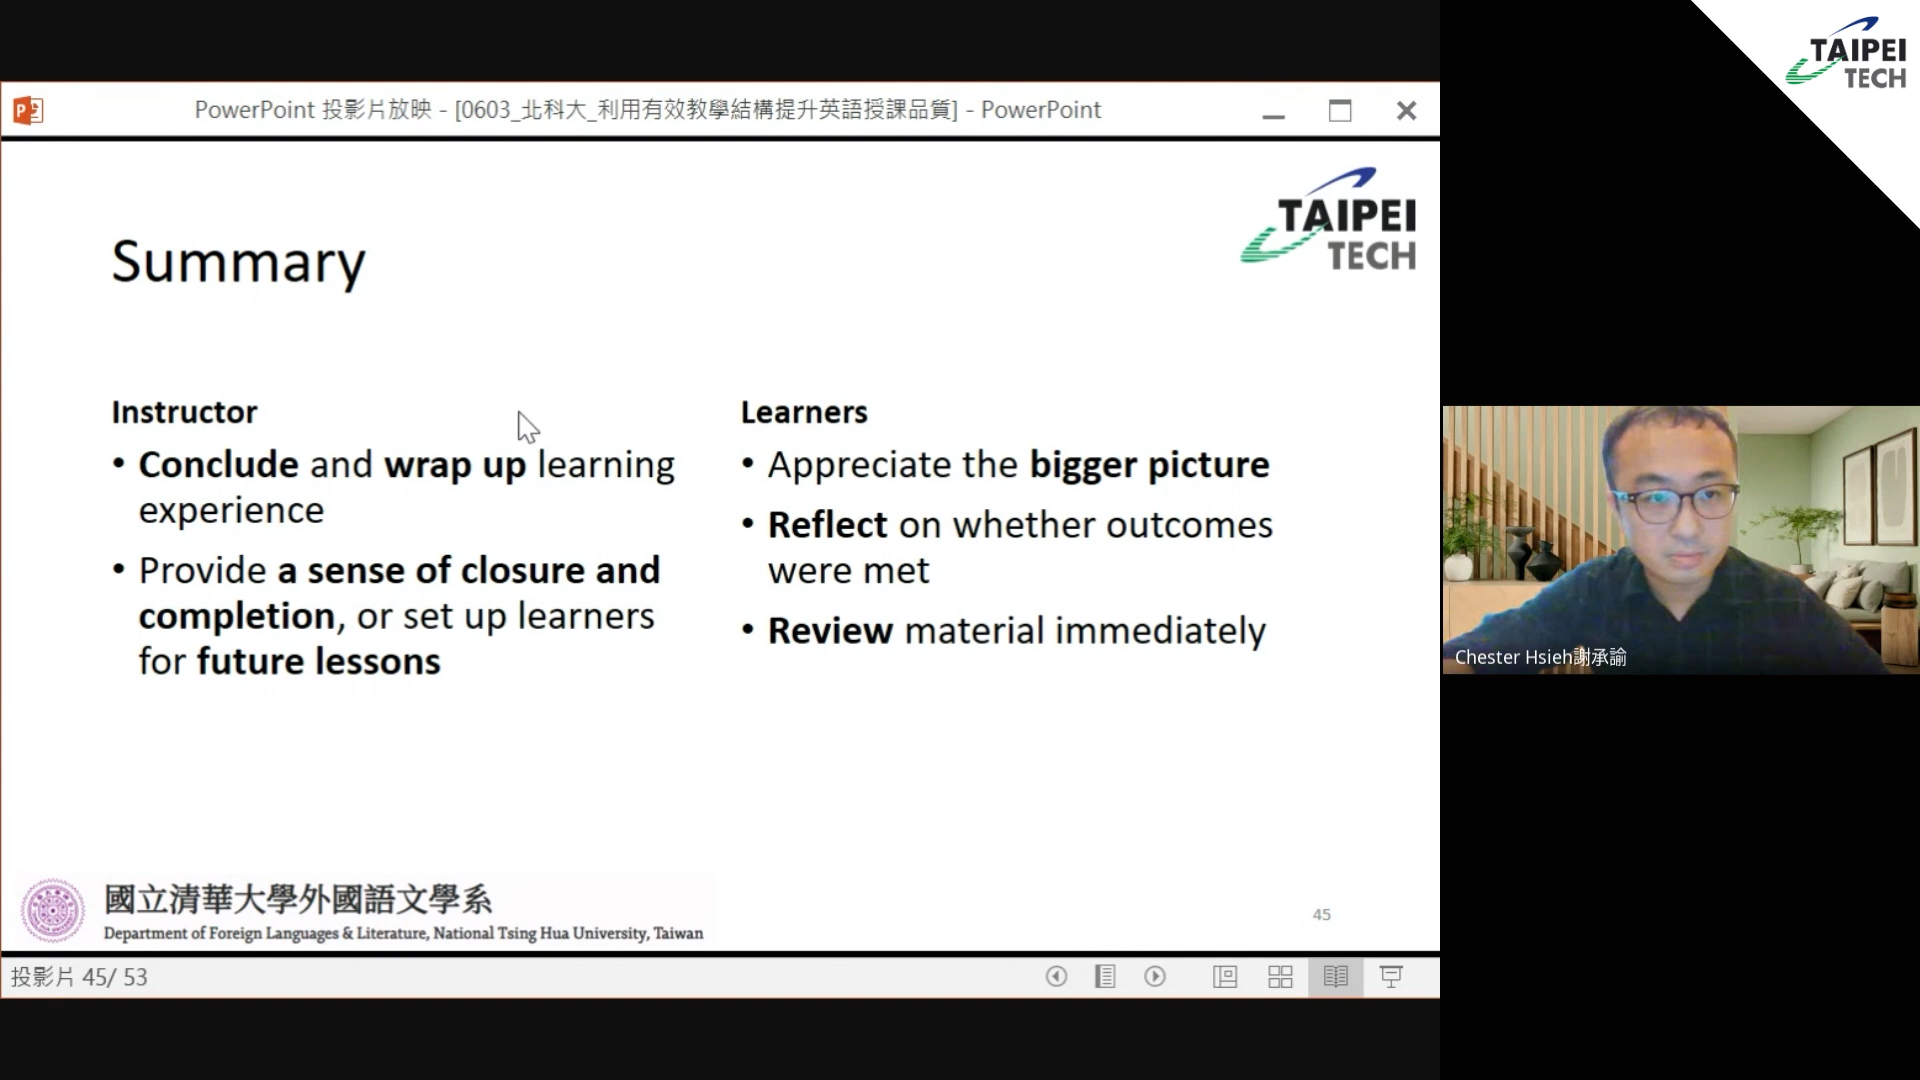 TAIPEI
TECH
PowerPoint 投影片放映 - [0603_北科大_利用有效教學結構提升英語授課品質] - PowerPoint
TAIPEI
TECH
Summary
Instructor
• Conclude and wrap up learning
experience
• Provide a sense of closure and
completion, or set up learners
for future lessons
Learners
• Appreciate the bigger picture
• Reflect on whether outcomes
were met
• Review material immediately
Chester Hsieh謝承諭
國立清華大學外國語文學系
Department of Foreign Languages & Literature, National Tsing Hua University, Taiwan
45
投影片 45/ 53